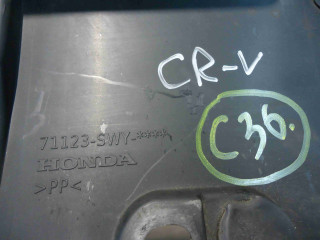 CR-V
C36.
71123-SWY-****
HONDA
>PP<